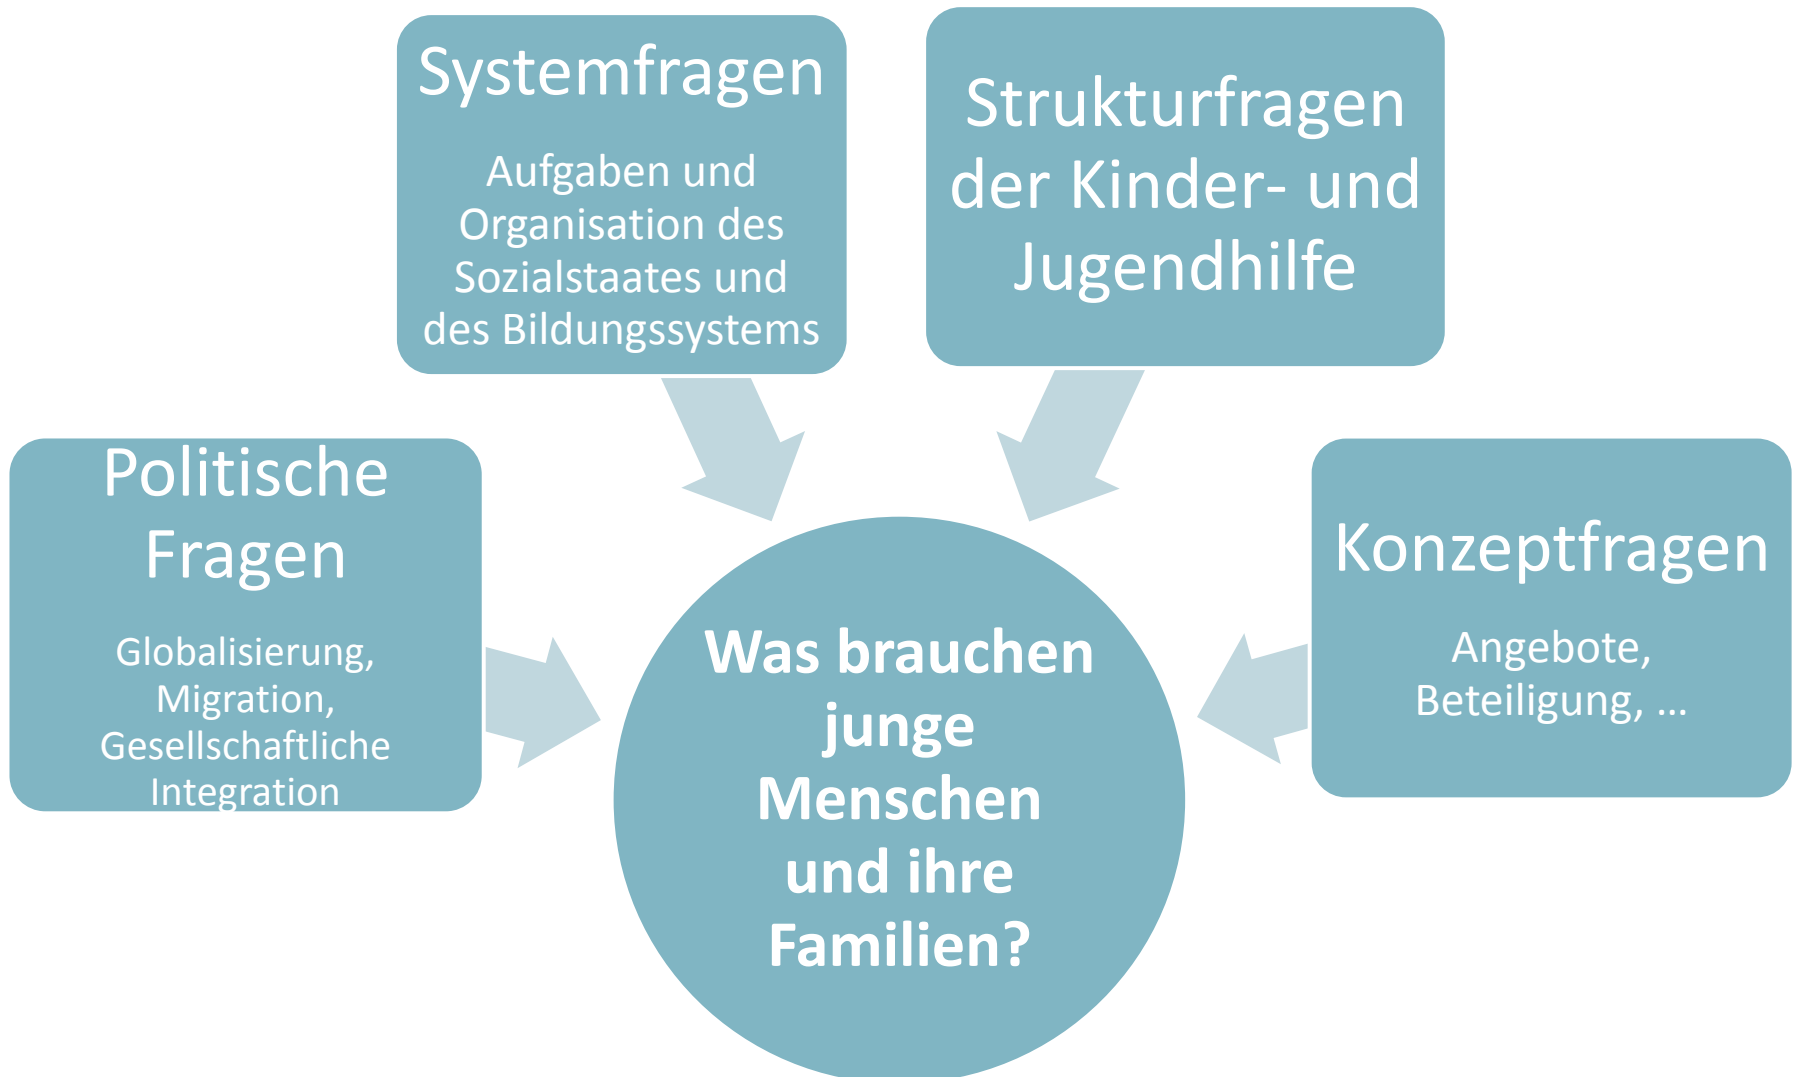 Systemfragen
Aufgaben und
Organisation des
Sozialstaates und
des Bildungssystems
Strukturfragen
der Kinder- und
Jugendhilfe
Politische
Fragen
Globalisierung,
Migration,
Gesellschaftliche
Integration
Konzeptfragen
Angebote,
Beteiligung, ...
Was brauchen
junge
Menschen
und ihre
Familien?